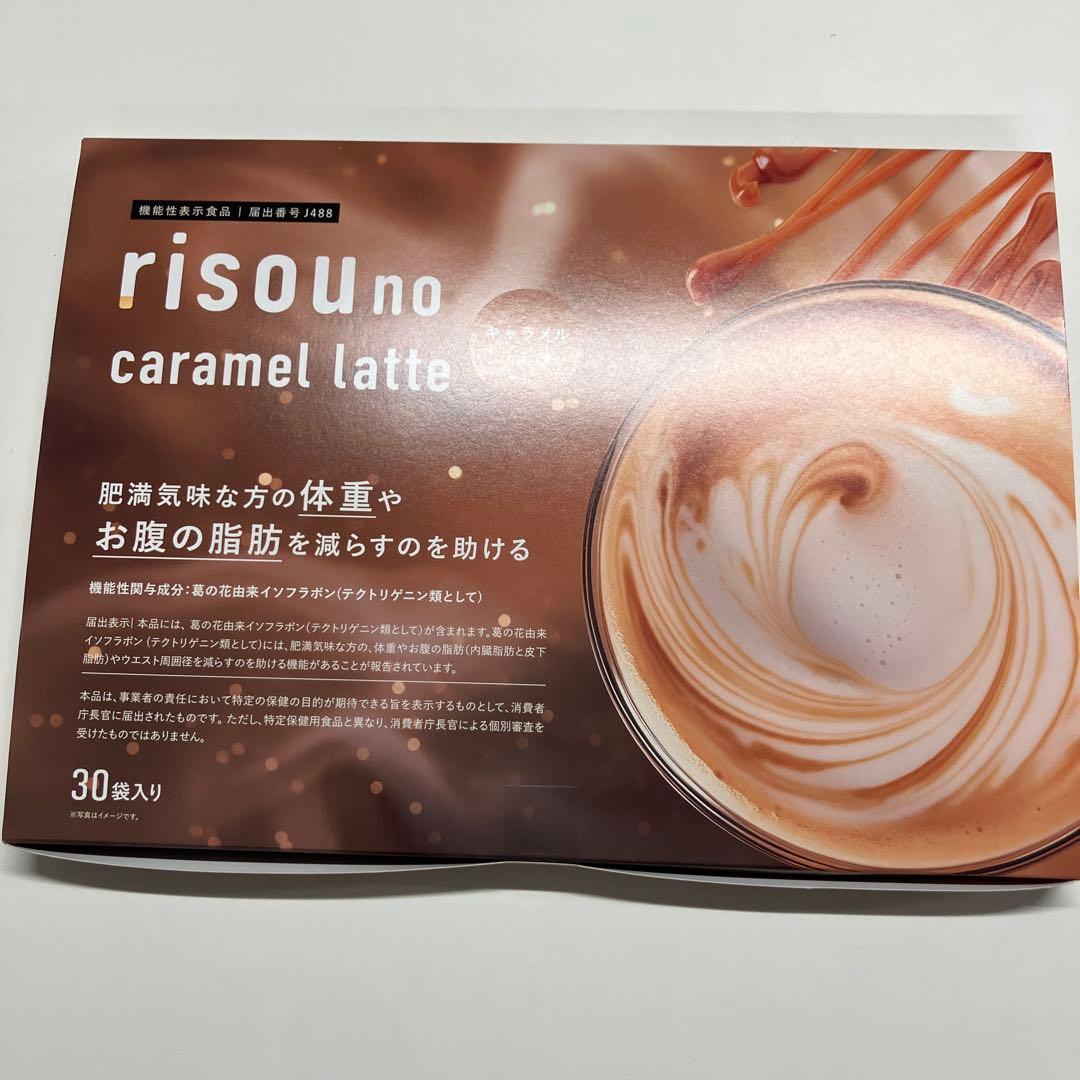 機能性表示食品 | 届出番号 J488
risou no
caramel latte
キャラメル
肥満気味な方の体重や
お腹の脂肪を減らすのを助ける
機能性関与成分:葛の花由来イソフラボン(テクトリゲニン類として)
届出表示| 本品には、葛の花由来イソフラボン(テクトリゲニン類として)が含まれます。葛の花由来
イソフラボン (テクトリゲニン類として)には、肥満気味な方の、体重やお腹の脂肪(内臓脂肪と皮下
脂肪)やウエスト周囲径を減らすのを助ける機能があることが報告されています。
本品は、事業者の責任において特定の保健の目的が期待できる旨を表示するものとして、消費者
庁長官に届出されたものです。ただし、特定保健用食品と異なり、消費者庁長官による個別審査を
受けたものではありません。
30袋入り
※写真はイメージです。